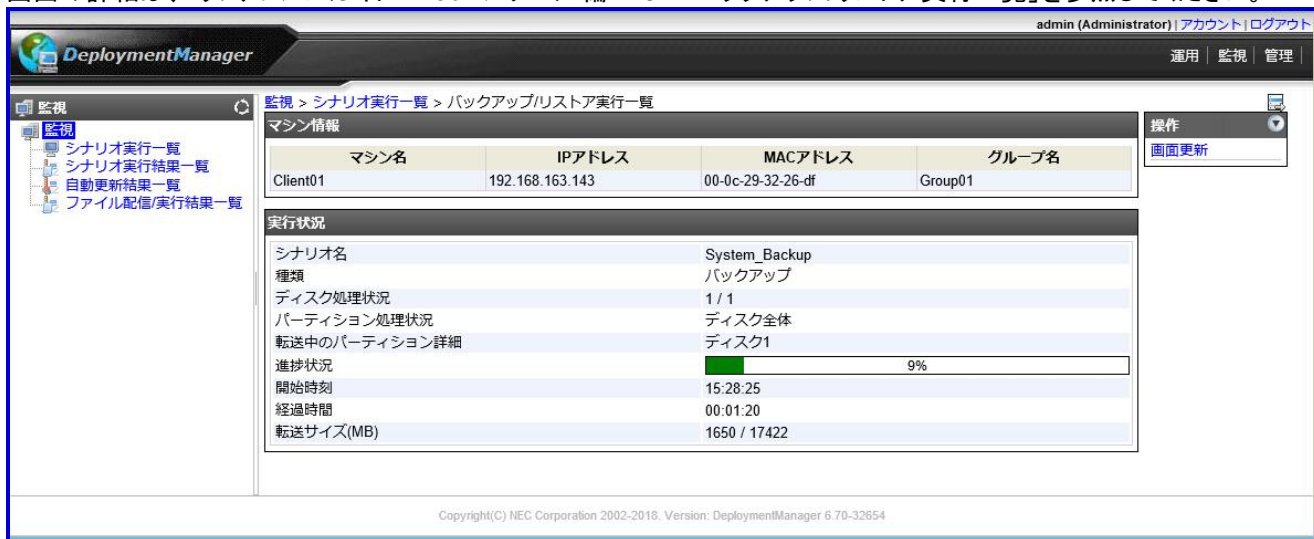 admin (Administrator) | アカウント | ログアウト
DeploymentManager
運用 | 監視 | 管理 |
監視
監視
シナリオ実行一覧
シナリオ実行結果一覧
自動更新結果一覧
ファイル配信/実行結果一覧
監視 > シナリオ実行一覧 > バックアップ/リストア実行一覧
マシン情報
マシン名 IPアドレス MACアドレス グループ名
Client01 192.168.163.143 00-0c-29-32-26-df Group01
実行状況
シナリオ名 System_Backup
種類 バックアップ
ディスク処理状況 1 / 1
パーティション処理状況 ディスク全体
転送中のパーティション詳細 ディスク1
進捗状況 9%
開始時刻 15:28:25
経過時間 00:01:20
転送サイズ(MB) 1650 / 17422
操作
画面更新
Copyright(C) NEC Corporation 2002-2018. Version: DeploymentManager 6.70-32654